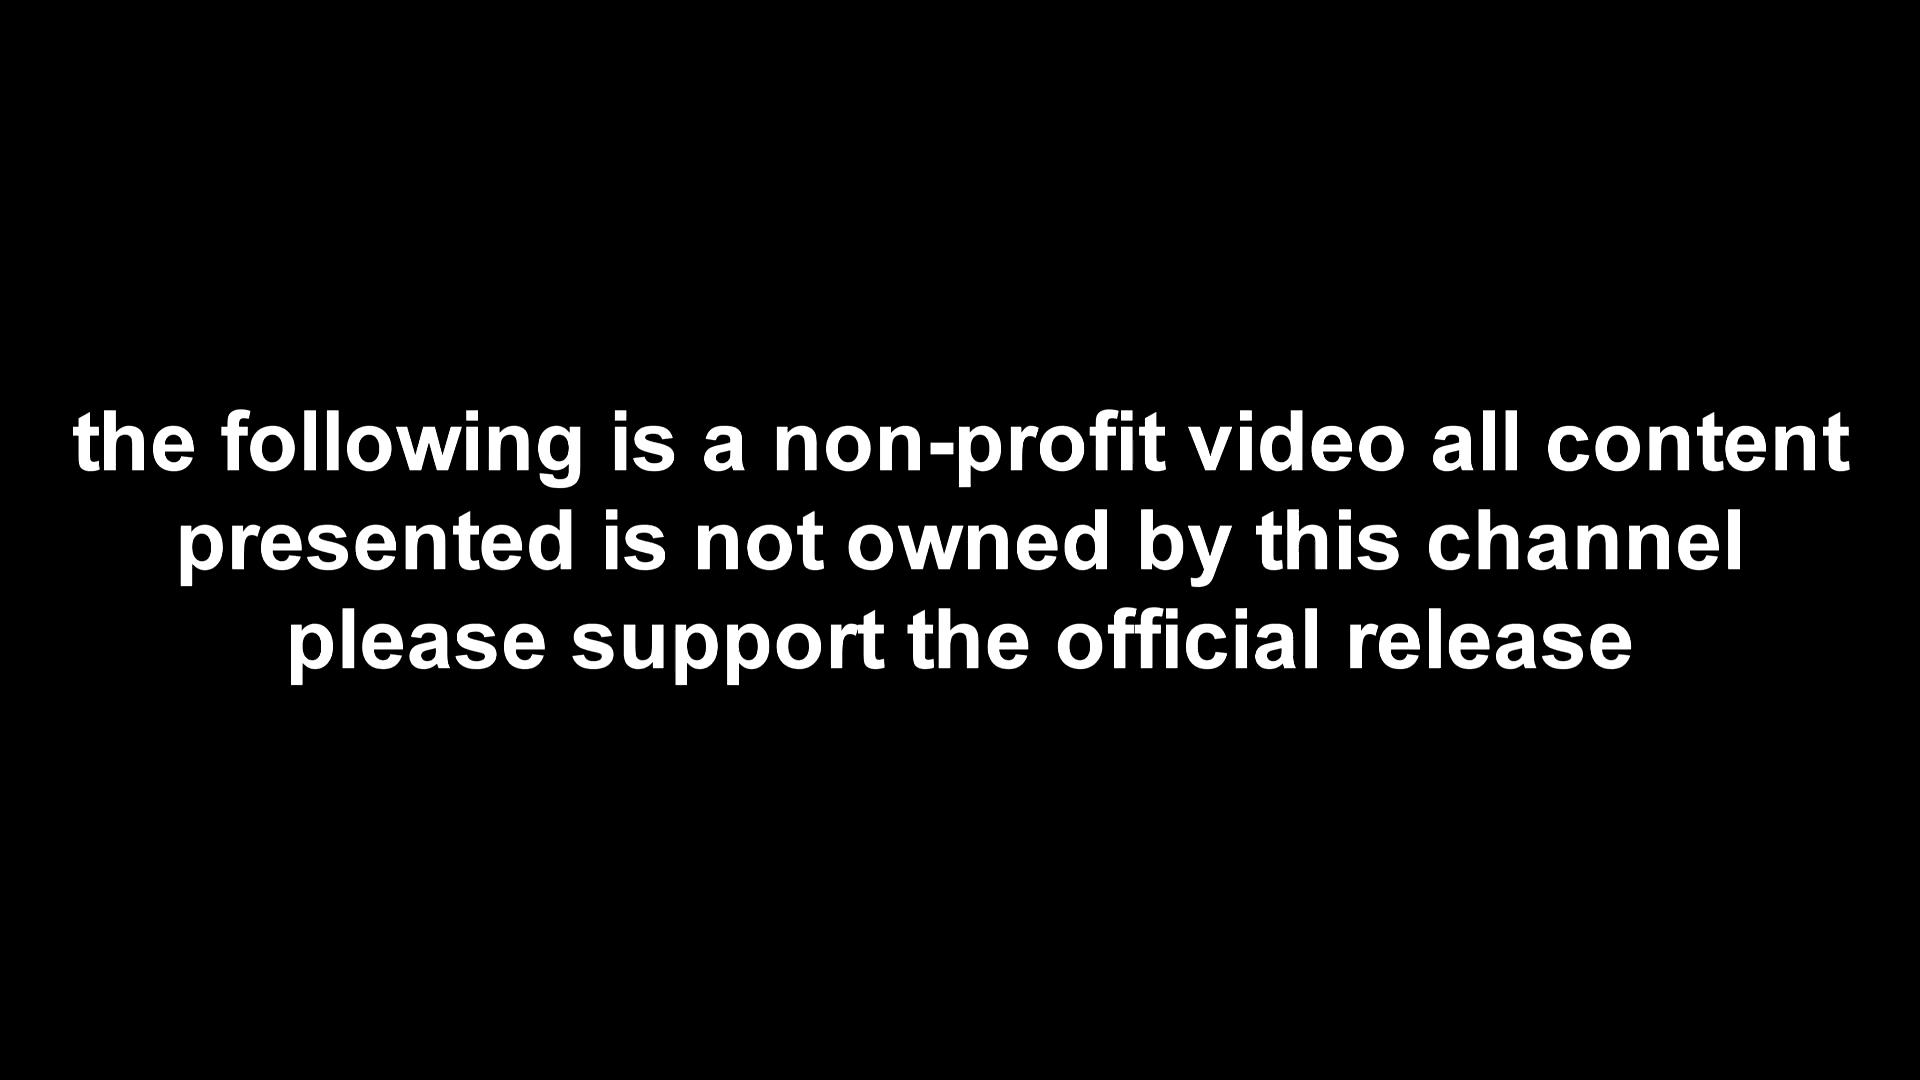 the following is a non-profit video all content
presented is not owned by this channel
please support the official release